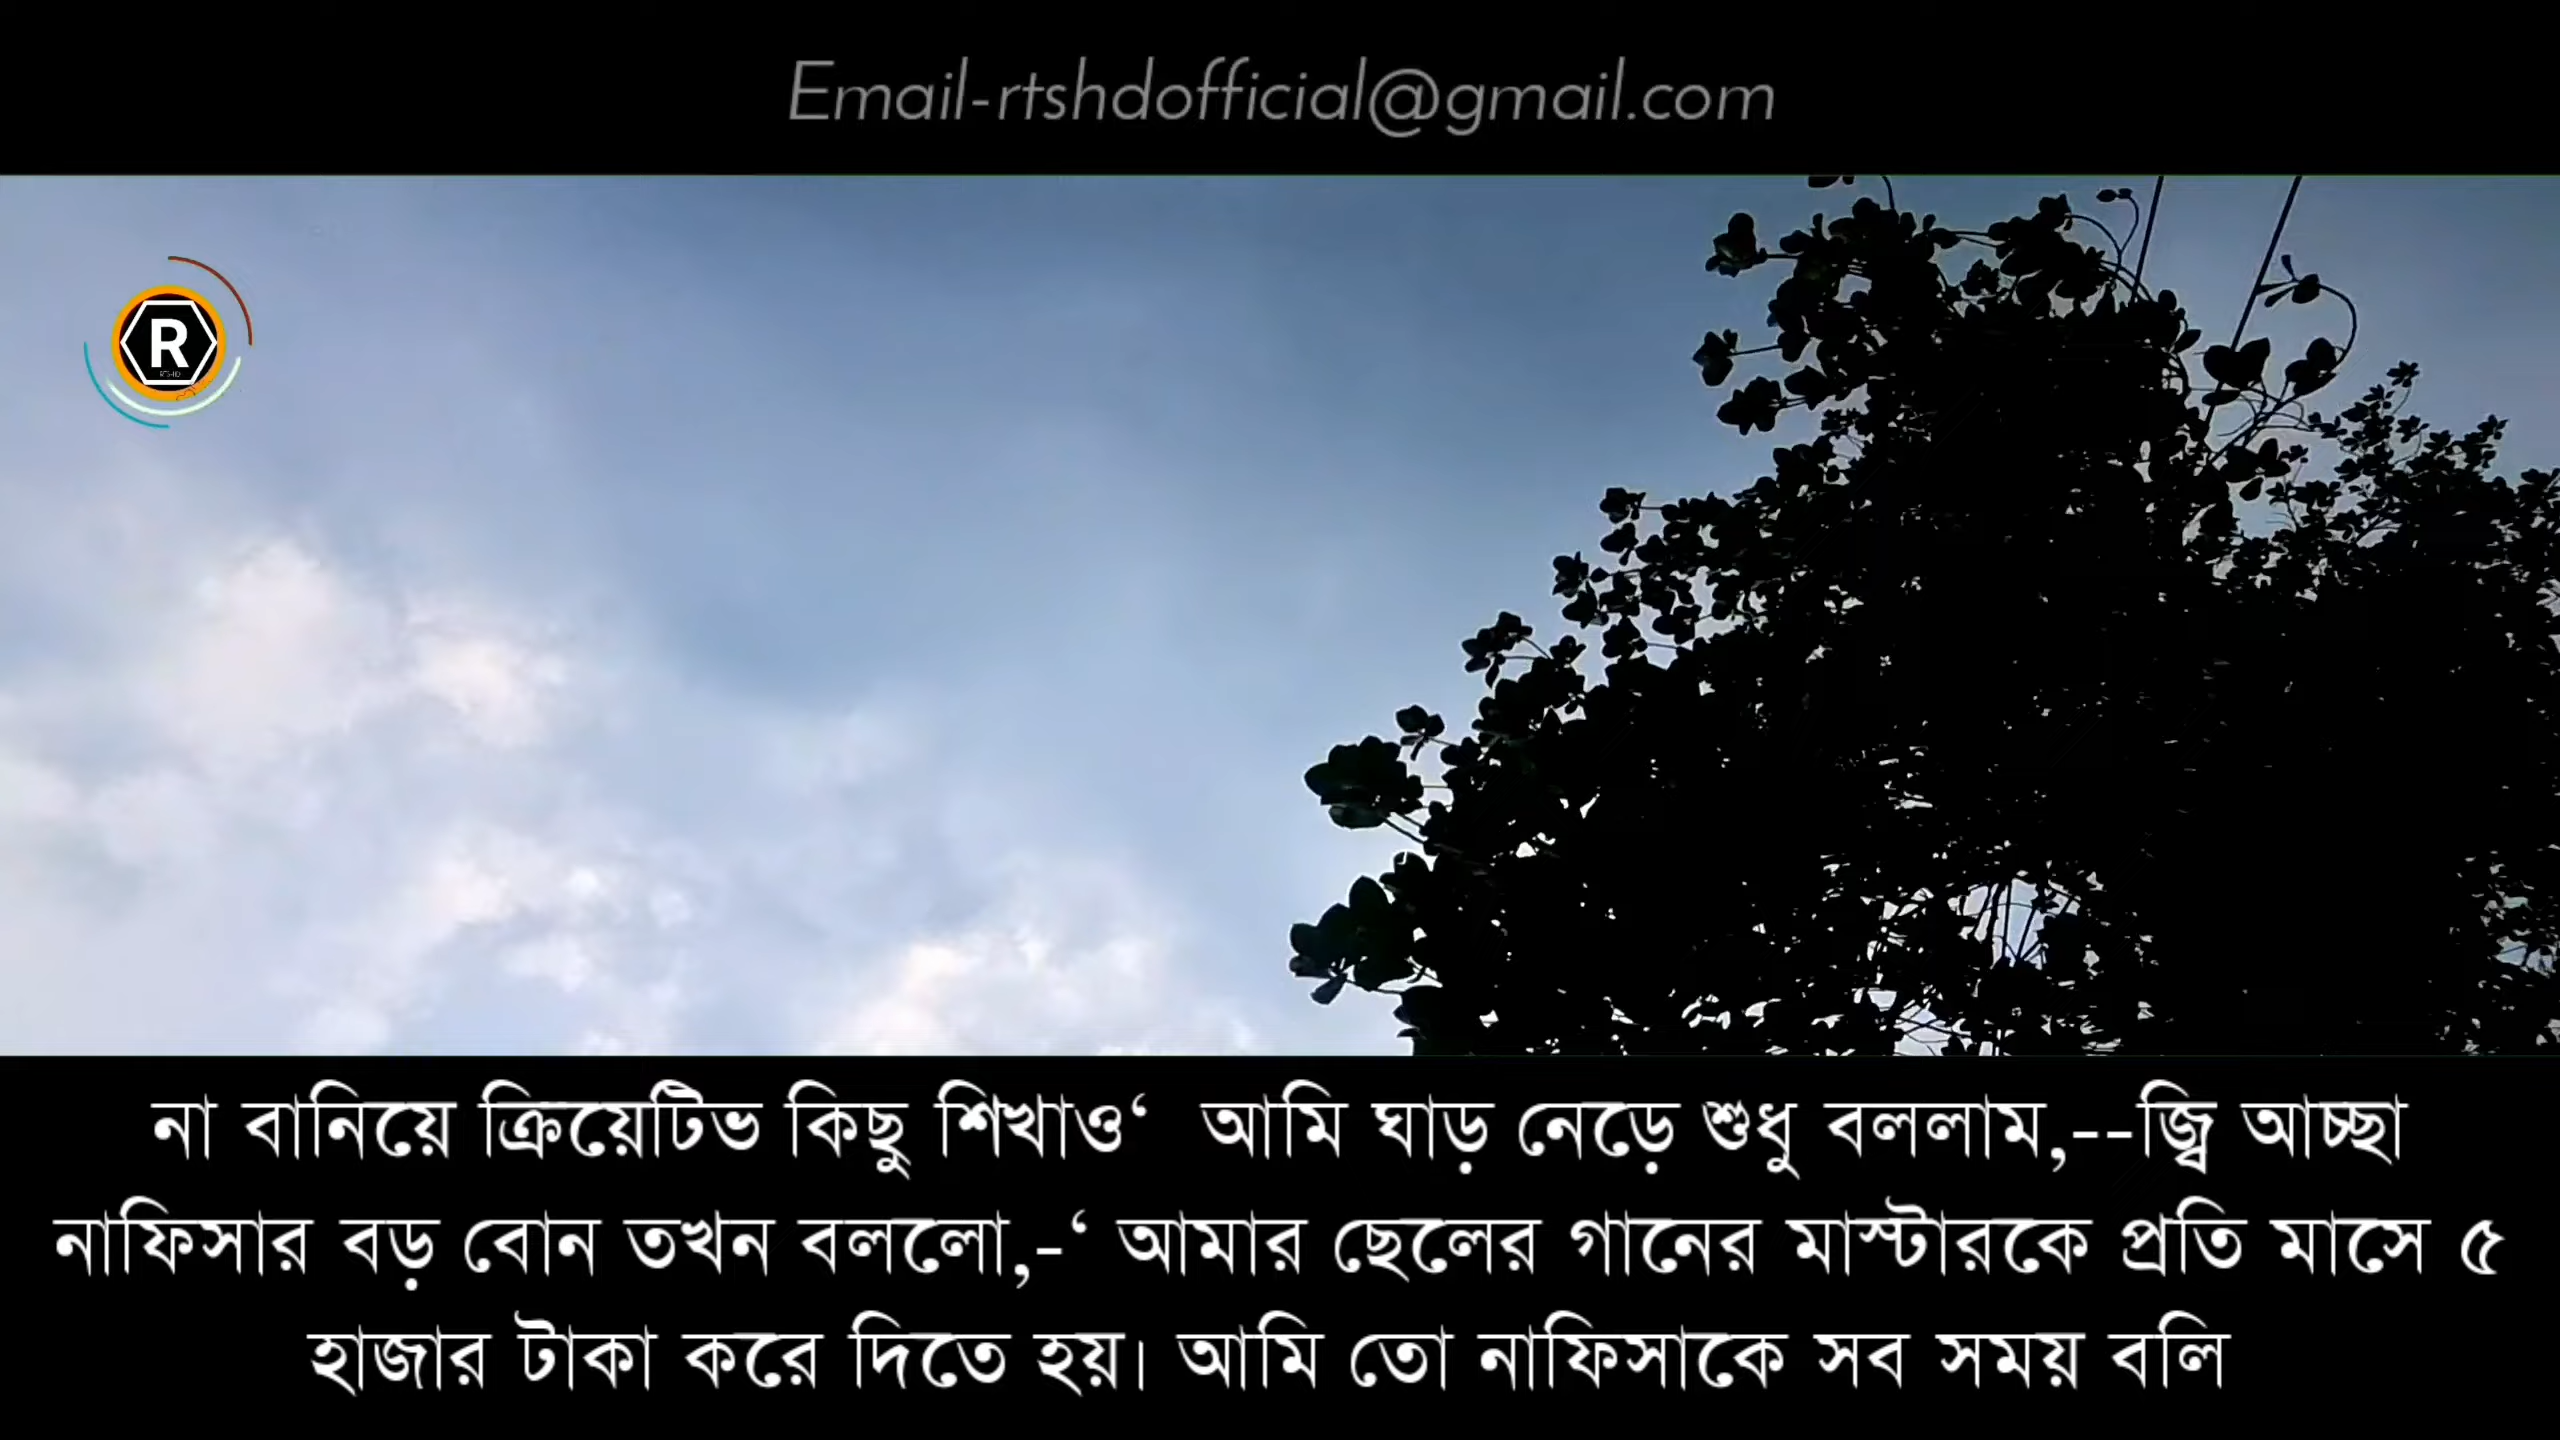 Email-rtshdofficial@gmail.com
R
না বানিয়ে ক্রিয়েটিভ কিছু শিখাও‘ আমি ঘাড় নেড়ে শুধু বললাম,--জ্বি আচ্ছা
নাফিসার বড় বোন তখন বললো,-‘ আমার ছেলের গানের মাস্টারকে প্রতি মাসে ৫
হাজার টাকা করে দিতে হয়। আমি তো নাফিসাকে সব সময় বলি